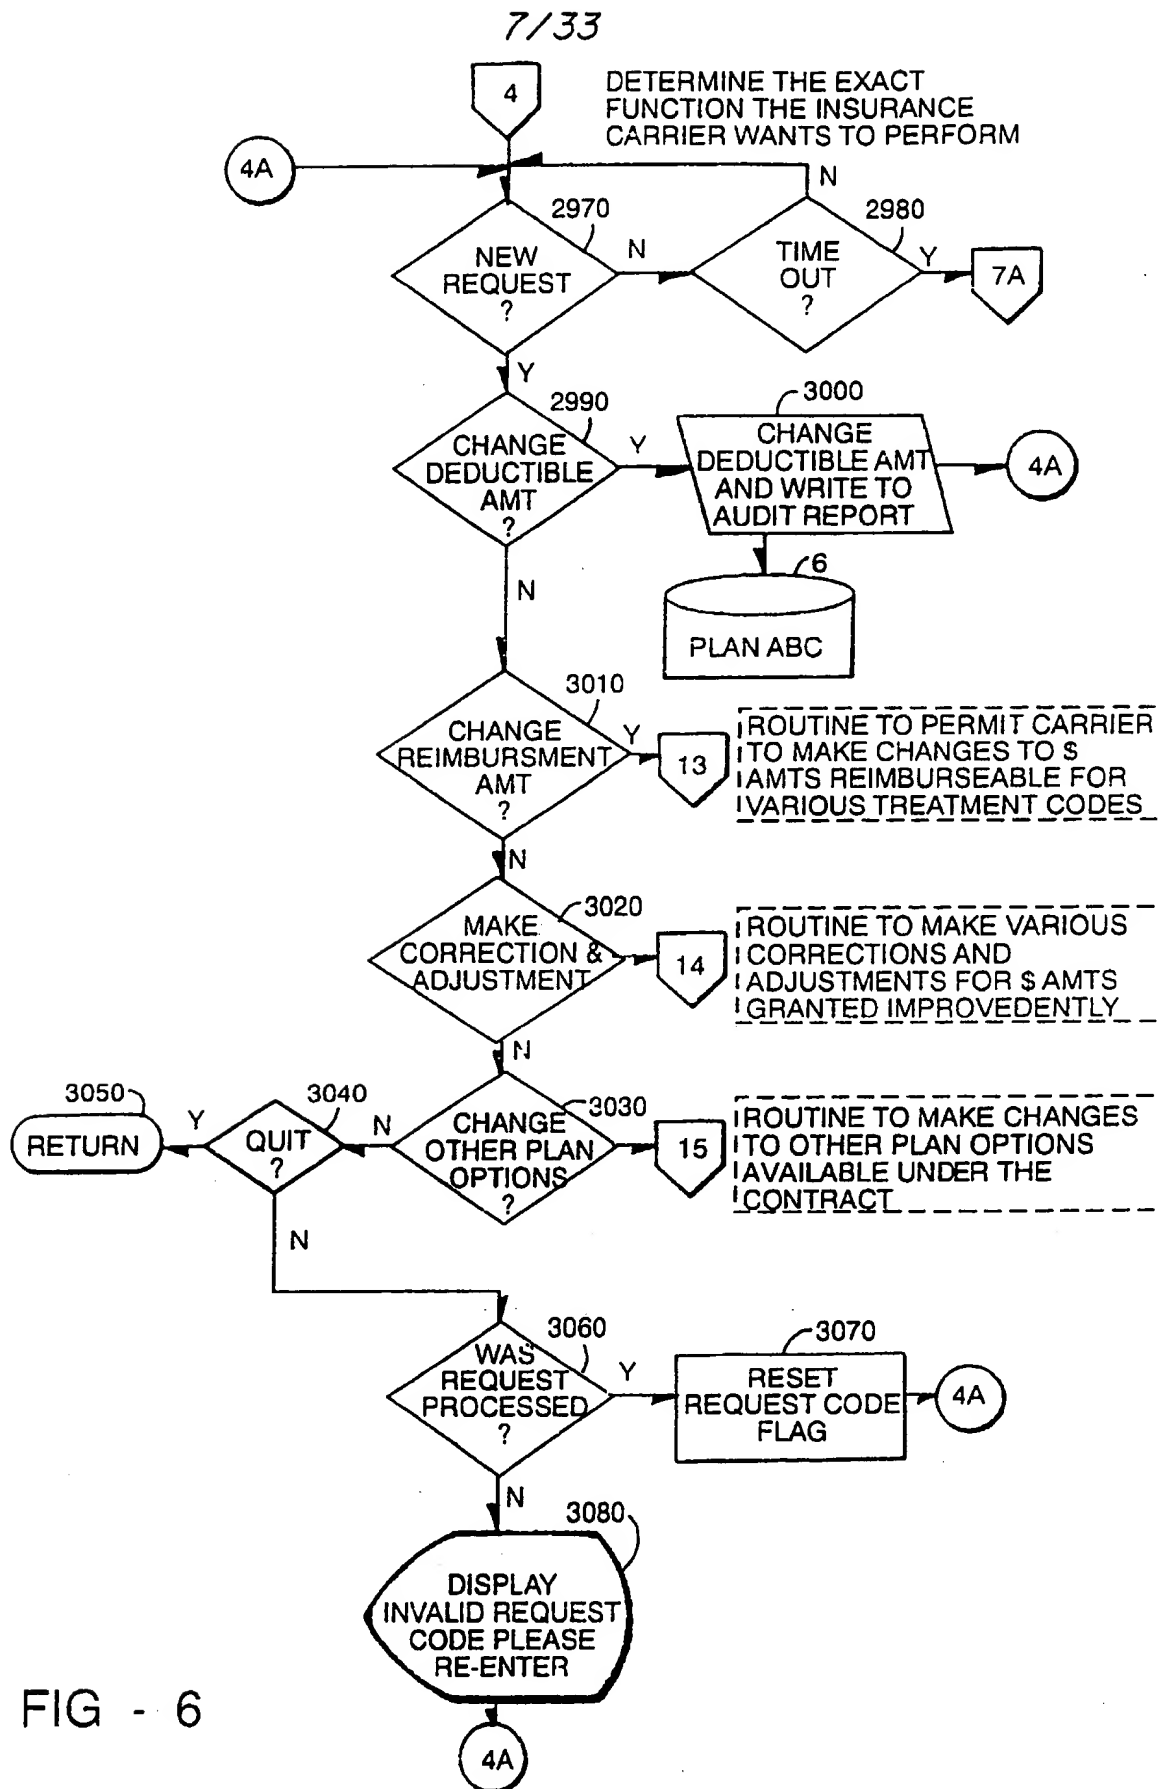 7/33
4
DETERMINE THE EXACT
FUNCTION THE INSURANCE
CARRIER WANTS TO PERFORM
4A
N
2970
NEW
REQUEST
?
N
2980
TIME
OUT
?
Y
7A
Y
2990
CHANGE
DEDUCTIBLE
AMT
?
Y
3000
CHANGE
DEDUCTIBLE AMT
AND WRITE TO
AUDIT REPORT
4A
6
PLAN ABC
N
3010
CHANGE
REIMBURSMENT
AMT
?
Y
13
ROUTINE TO PERMIT CARRIER
TO MAKE CHANGES TO $
AMTS REIMBURSEABLE FOR
VARIOUS TREATMENT CODES
N
3020
MAKE
CORRECTION &
ADJUSTMENT
14
ROUTINE TO MAKE VARIOUS
CORRECTIONS AND
ADJUSTMENTS FOR $ AMTS
GRANTED IMPROVEDENTLY
N
3030
CHANGE
OTHER PLAN
OPTIONS
?
15
ROUTINE TO MAKE CHANGES
TO OTHER PLAN OPTIONS
AVAILABLE UNDER THE
CONTRACT
N
3040
QUIT
?
Y
3050
RETURN
N
3060
WAS
REQUEST
PROCESSED
?
Y
3070
RESET
REQUEST CODE
FLAG
4A
N
3080
DISPLAY
INVALID REQUEST
CODE PLEASE
RE-ENTER
4A
FIG - 6